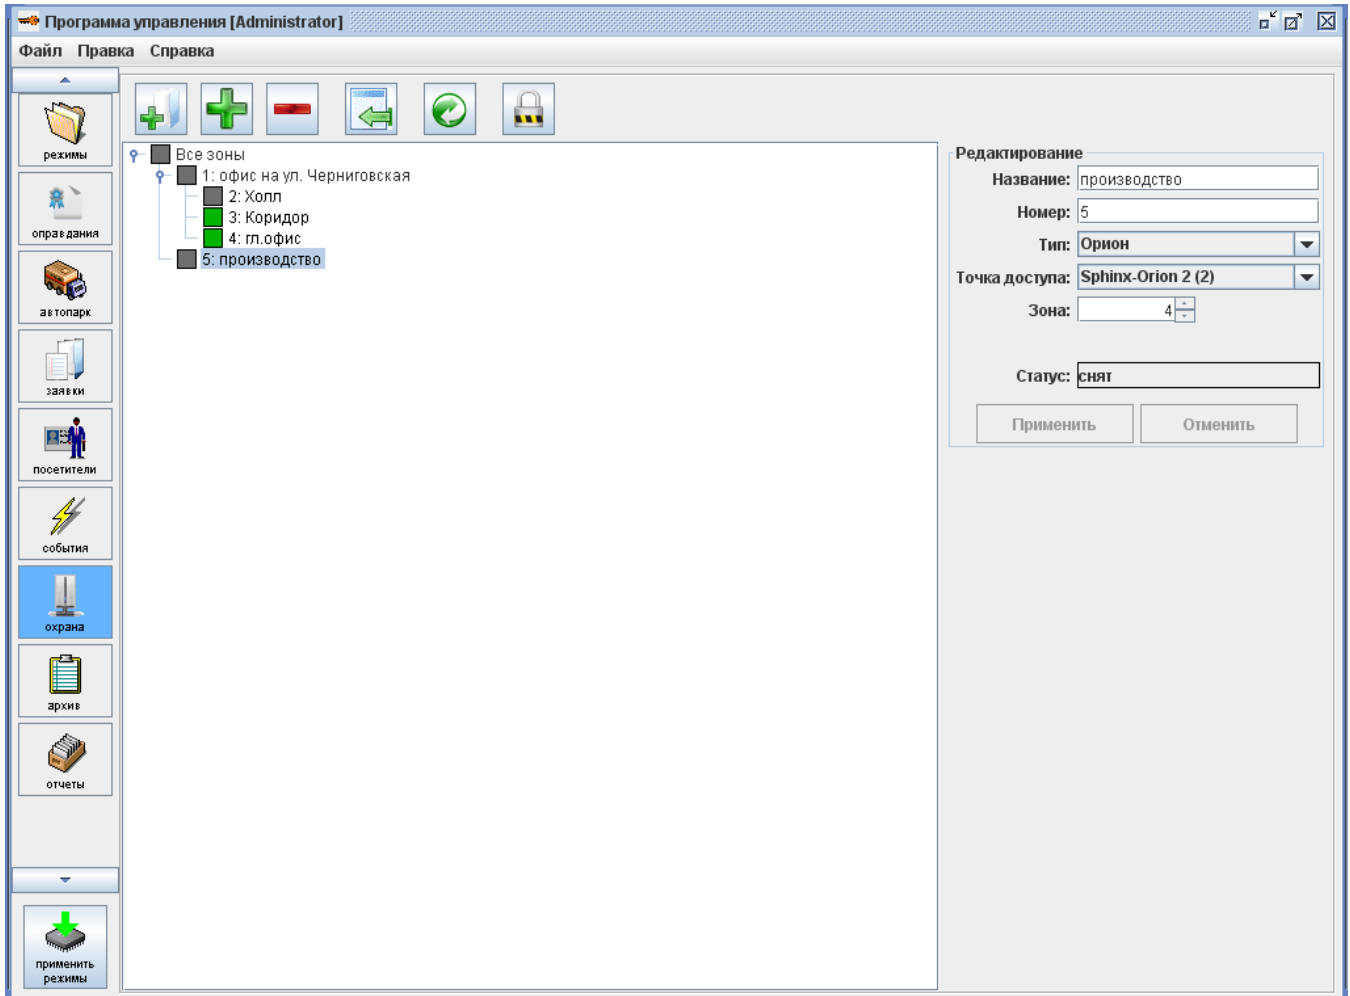 Программа управления [Administrator]
Файл Правка Справка
режимы
оправдания
автопарк
заявки
посетители
события
охрана
архив
отчеты
применить
режимы
Все зоны
1: офис на ул. Черниговская
2: Холл
3: Коридор
4: гл.офис
5: производство
Редактирование
Название: производство
Номер: 5
Тип: Орион
Точка доступа: Sphinx-Orion 2 (2)
Зона: 4
Статус: снят
Применить Отменить